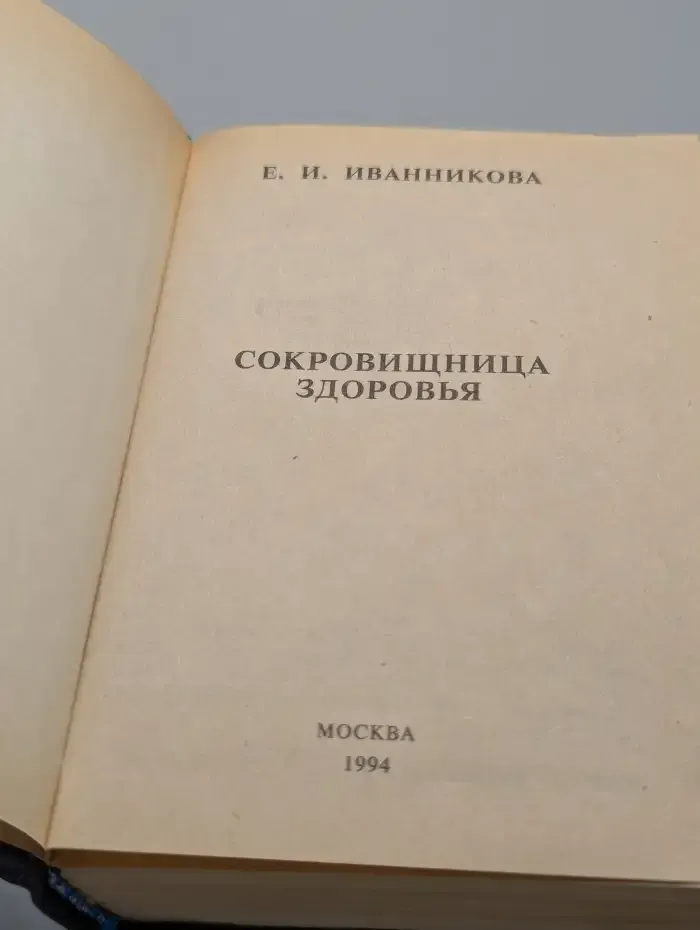 Е. И. ИВАННИКОВА
СОКРОВИЩНИЦА
ЗДОРОВЬЯ
МОСКВА
1994